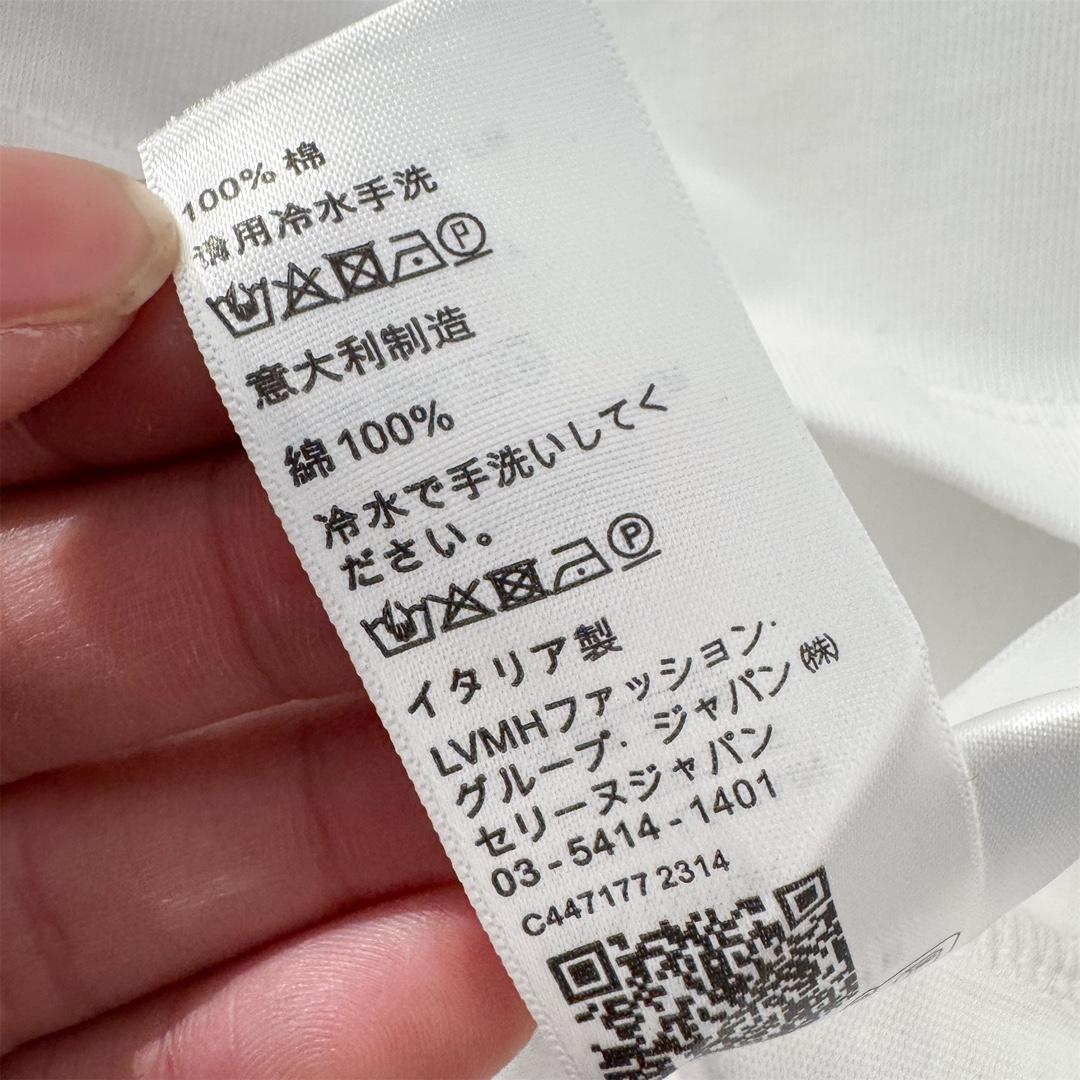 100% 棉
请用冷水手洗
P
意大利制造
綿 100%
冷水で手洗いしてく
ださい。
P
イタリア製
LVMHファッション·
グループ· ジャパン㈱
セリーヌジャパン
03-5414-1401
C447177 2314